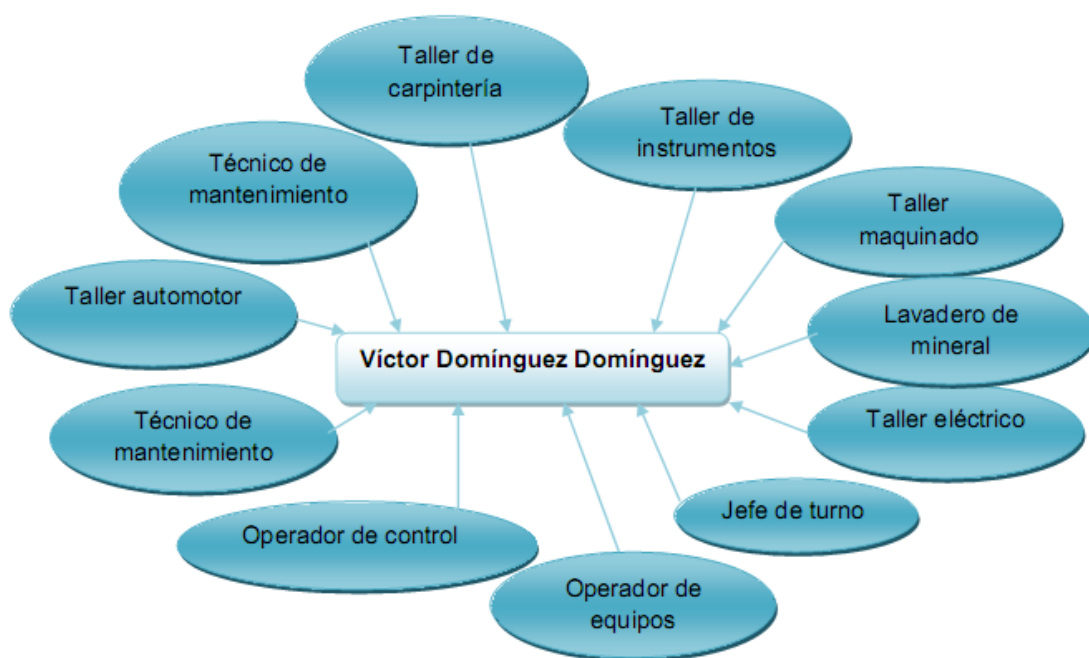 Taller de
carpintería
Taller de
instrumentos
Técnico de
mantenimiento
Taller
maquinado
Taller automotor
Lavadero de
mineral
Víctor Domínguez Domínguez
Técnico de
mantenimiento
Taller eléctrico
Operador de control
Jefe de turno
Operador de
equipos